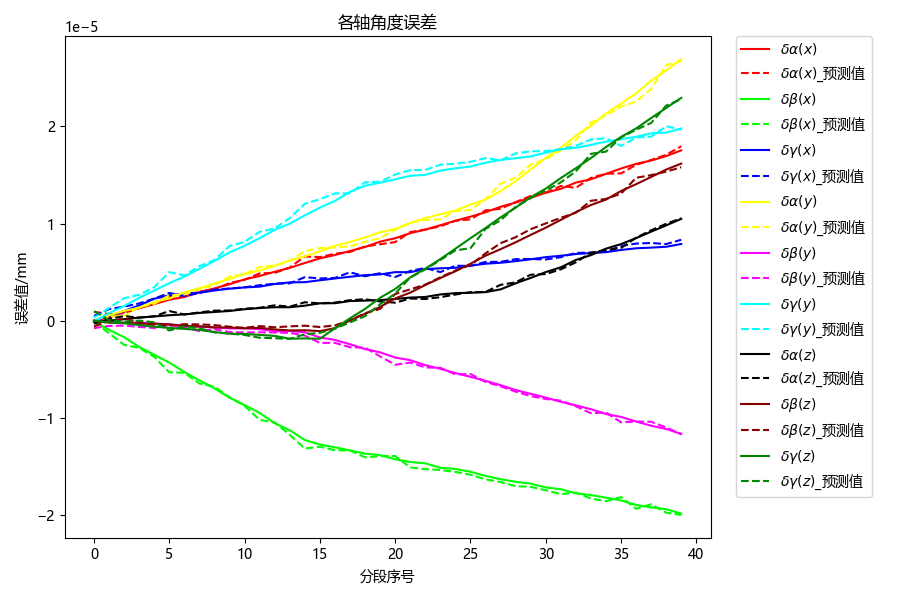 各轴角度误差
1e−5
2
1
0
−1
−2
误差值/mm
0 5 10 15 20 25 30 35 40
分段序号
δα(x)
δα(x)_预测值
δβ(x)
δβ(x)_预测值
δγ(x)
δγ(x)_预测值
δα(y)
δα(y)_预测值
δβ(y)
δβ(y)_预测值
δγ(y)
δγ(y)_预测值
δα(z)
δα(z)_预测值
δβ(z)
δβ(z)_预测值
δγ(z)
δγ(z)_预测值